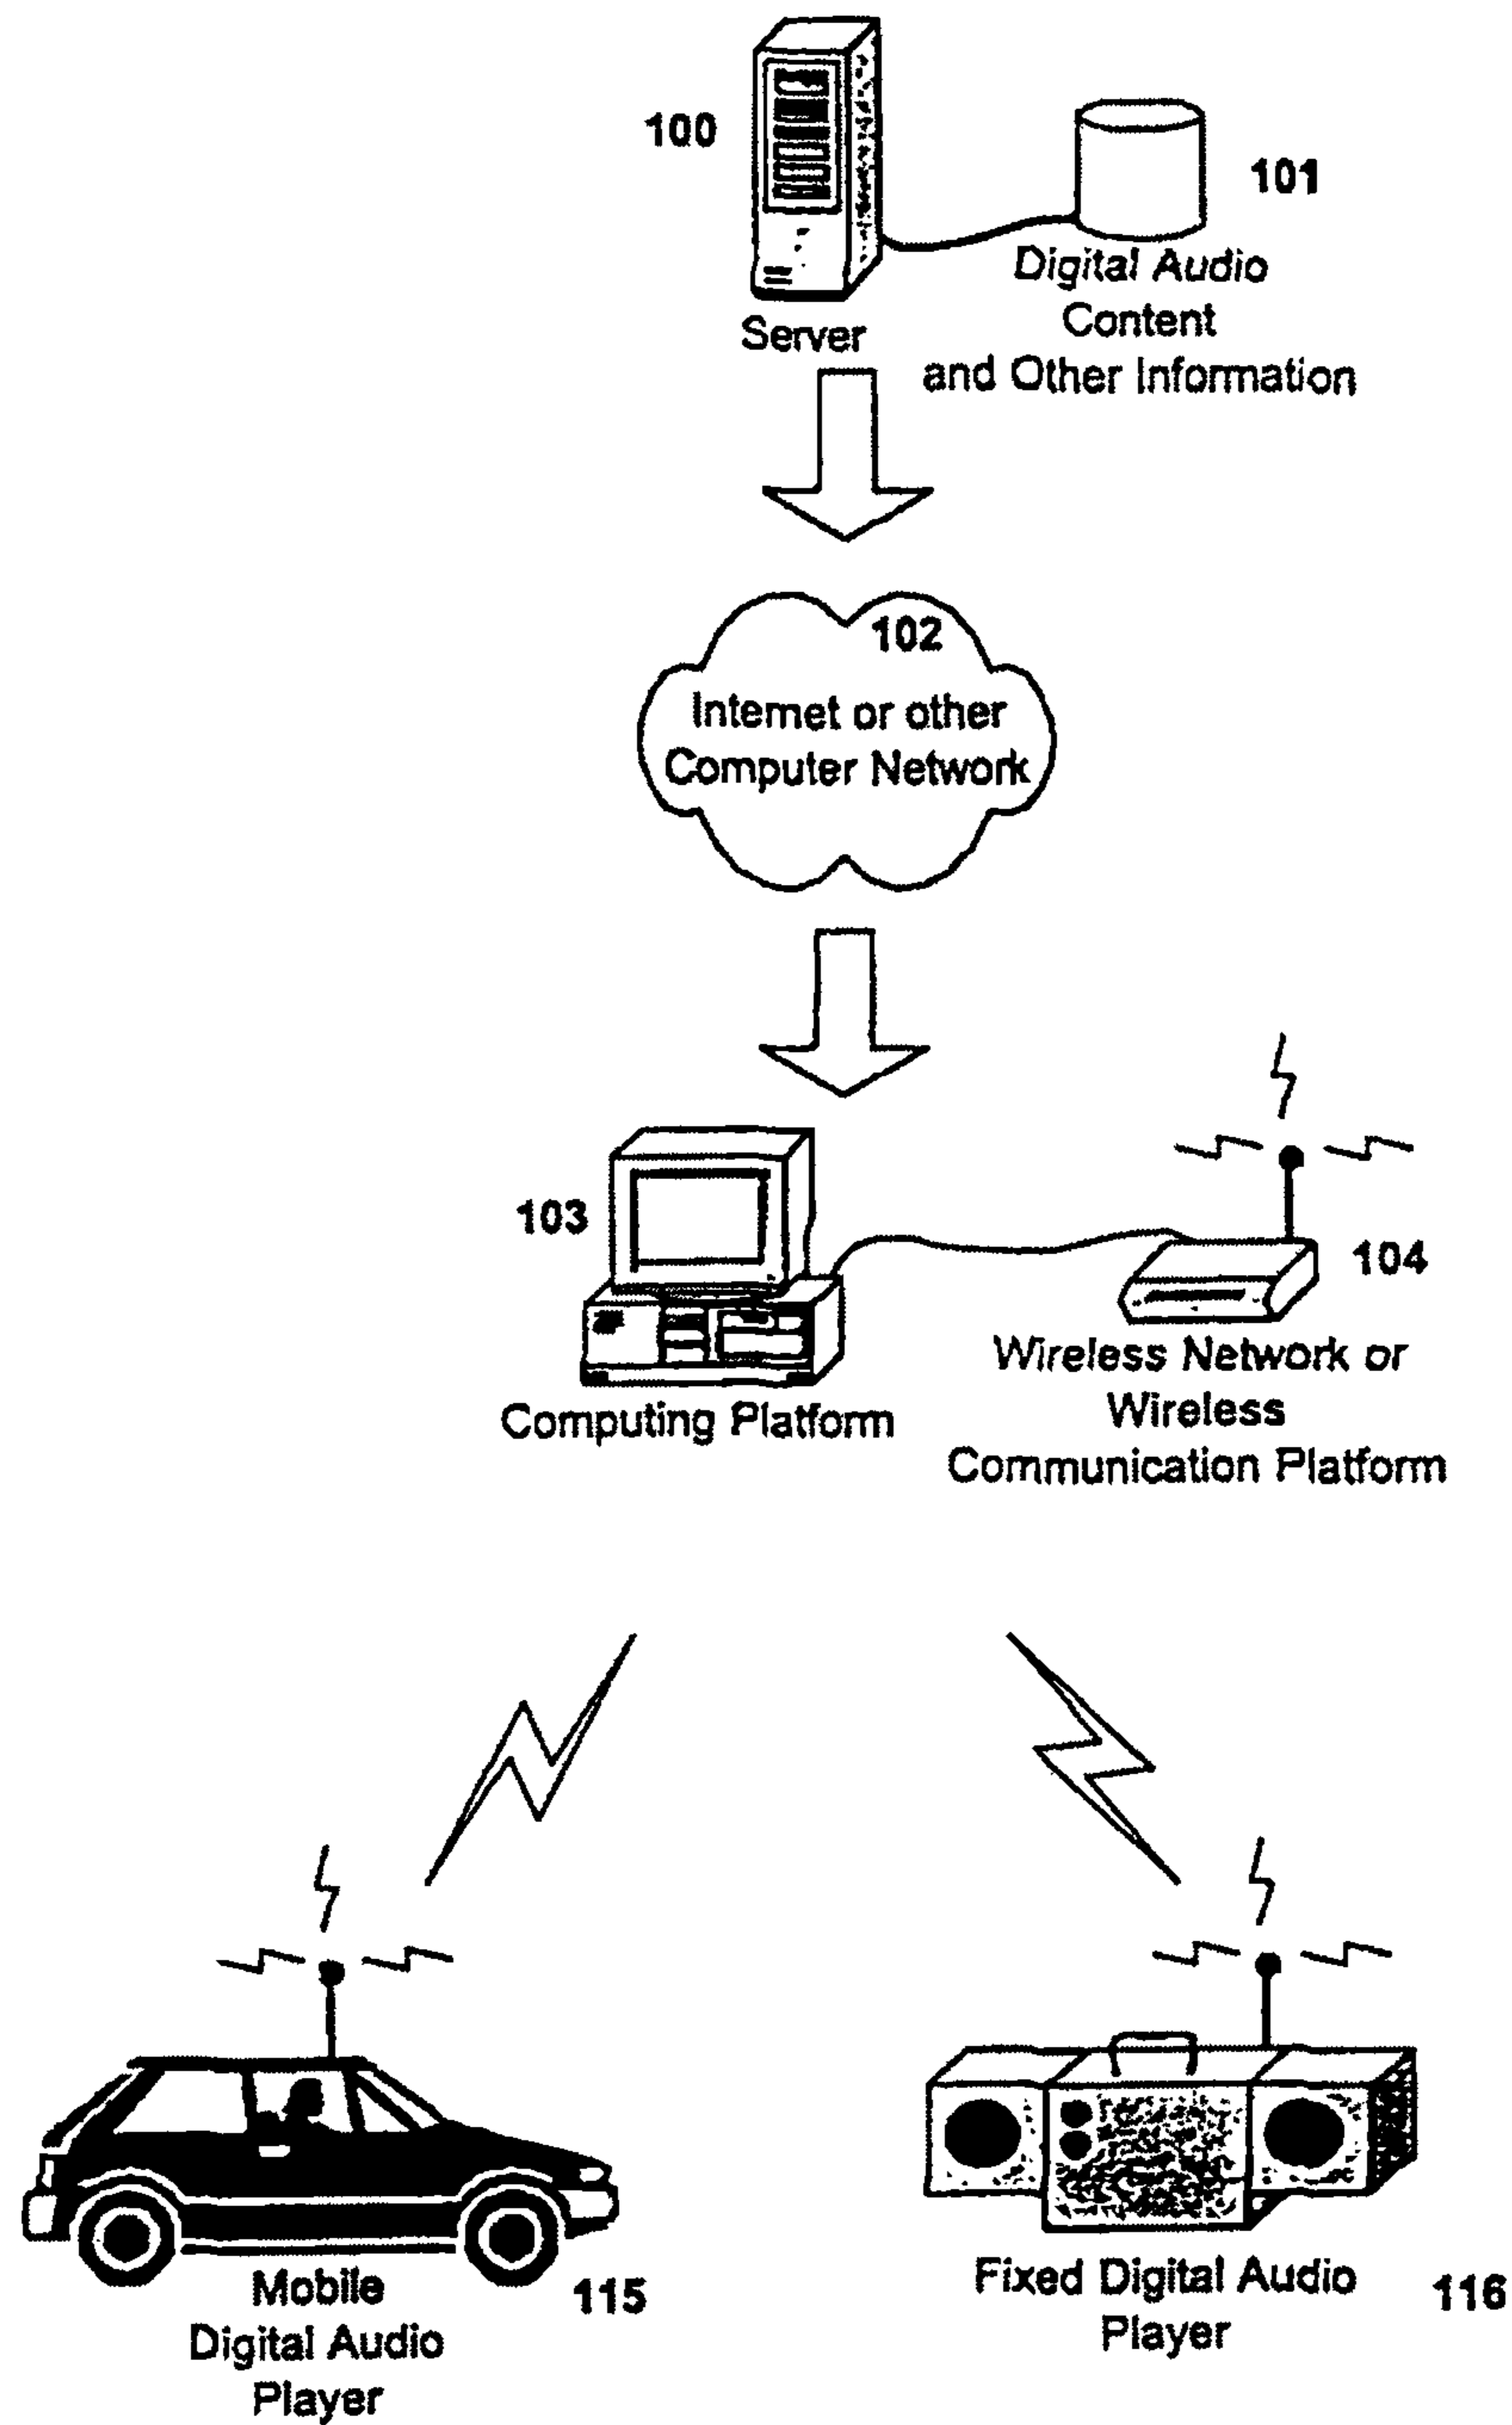 100
101
Server
Digital Audio
Content
and Other Information
102
Internet or other
Computer Network
103
104
Computing Platform
Wireless Network or
Wireless
Communication Platform
Mobile
Digital Audio
Player
115
Fixed Digital Audio
Player
116